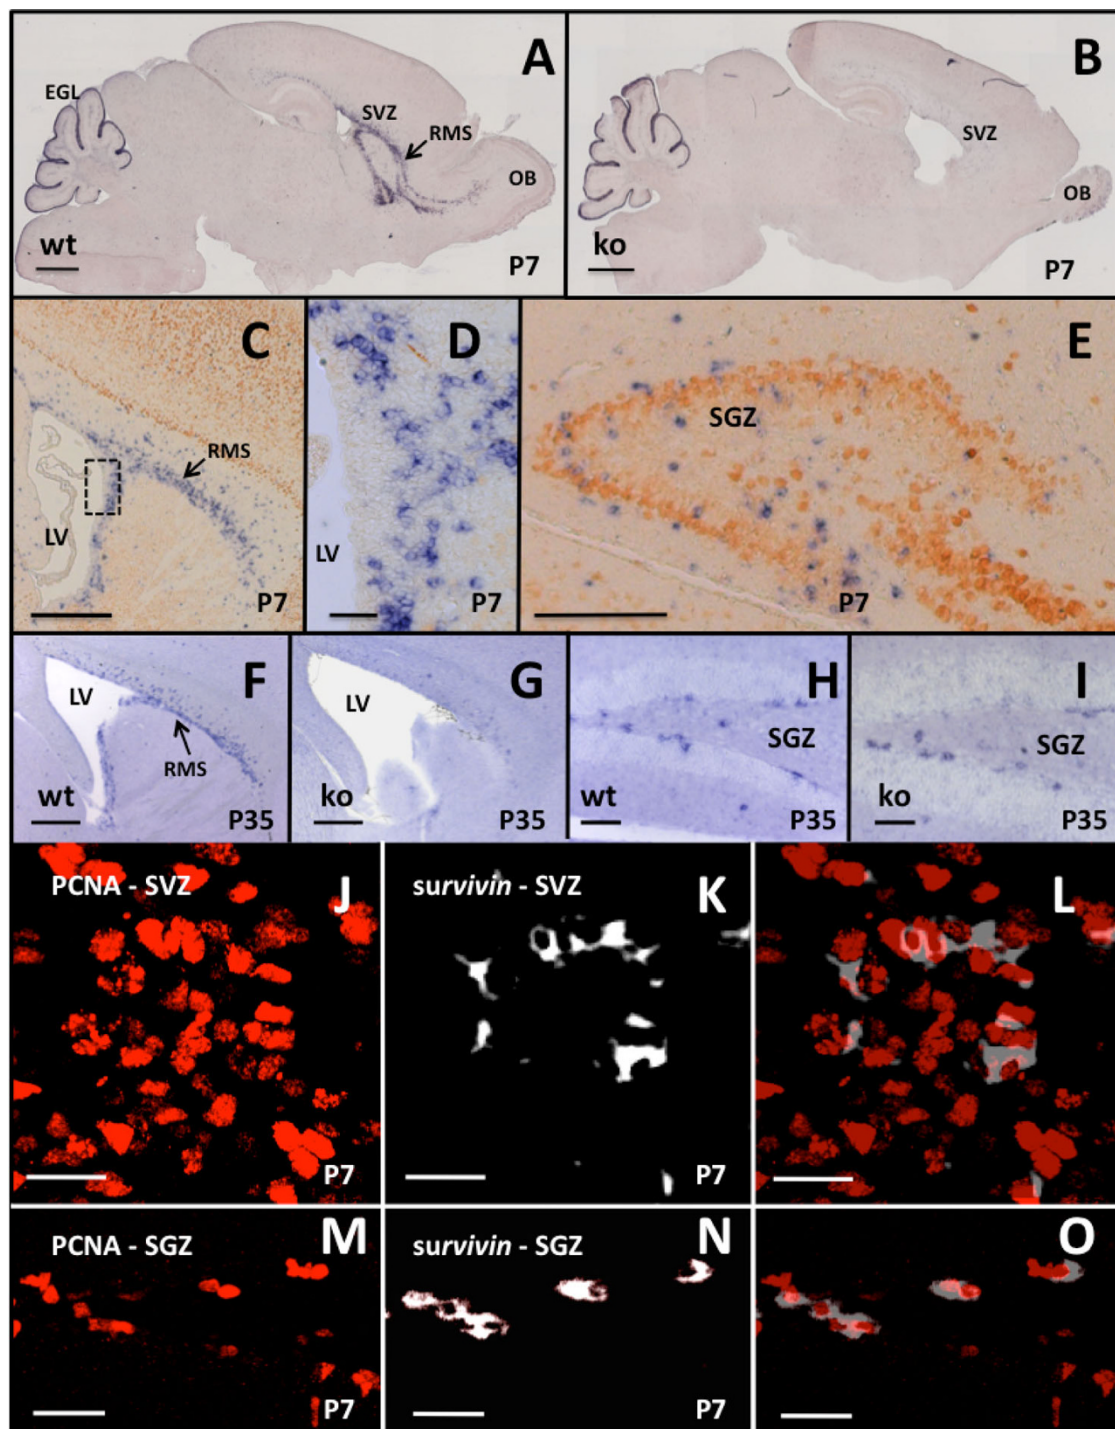 A
EGL
SVZ
RMS
OB
wt
P7
B
SVZ
OB
ko
P7
C
RMS
LV
P7
D
LV
P7
E
SGZ
P7
F
LV
RMS
wt
P35
G
LV
ko
P35
H
SGZ
wt
P35
I
SGZ
ko
P35
PCNA - SVZ
J
P7
survivin - SVZ
K
P7
L
PCNA - SGZ
M
P7
survivin - SGZ
N
P7
O